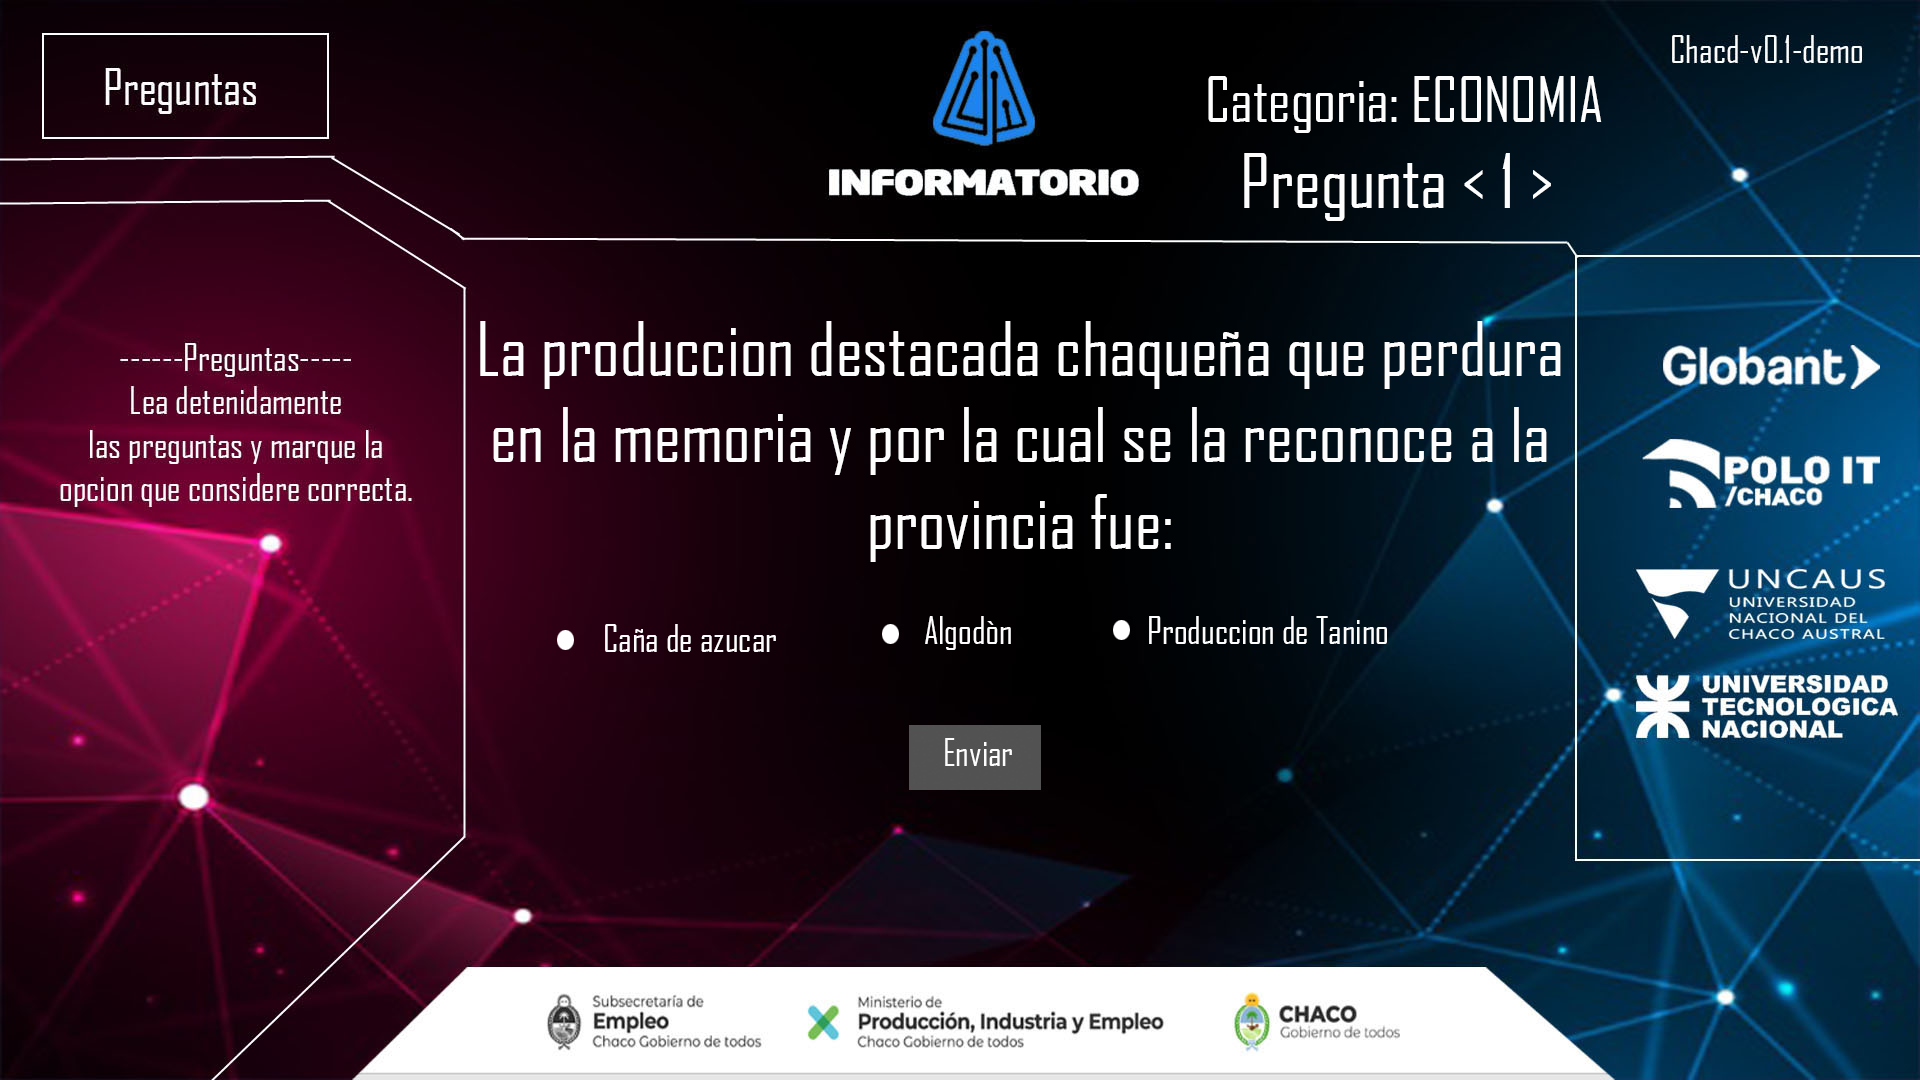 Preguntas
INFORMATORIO
Categoria: ECONOMIA
Pregunta < 1 >
Chacd-v0.1-demo
------Preguntas-----
Lea detenidamente
las preguntas y marque la
opcion que considere correcta.
La produccion destacada chaqueña que perdura
en la memoria y por la cual se la reconoce a la
provincia fue:
Caña de azucar
Algodòn
Produccion de Tanino
Enviar
Globant
POLO IT
/CHACO
UNCAUS
UNIVERSIDAD
NACIONAL DEL
CHACO AUSTRAL
UNIVERSIDAD
TECNOLOGICA
NACIONAL
Subsecretaría de
Empleo
Chaco Gobierno de todos
Ministerio de
Producción, Industria y Empleo
Chaco Gobierno de todos
CHACO
Gobierno de todos